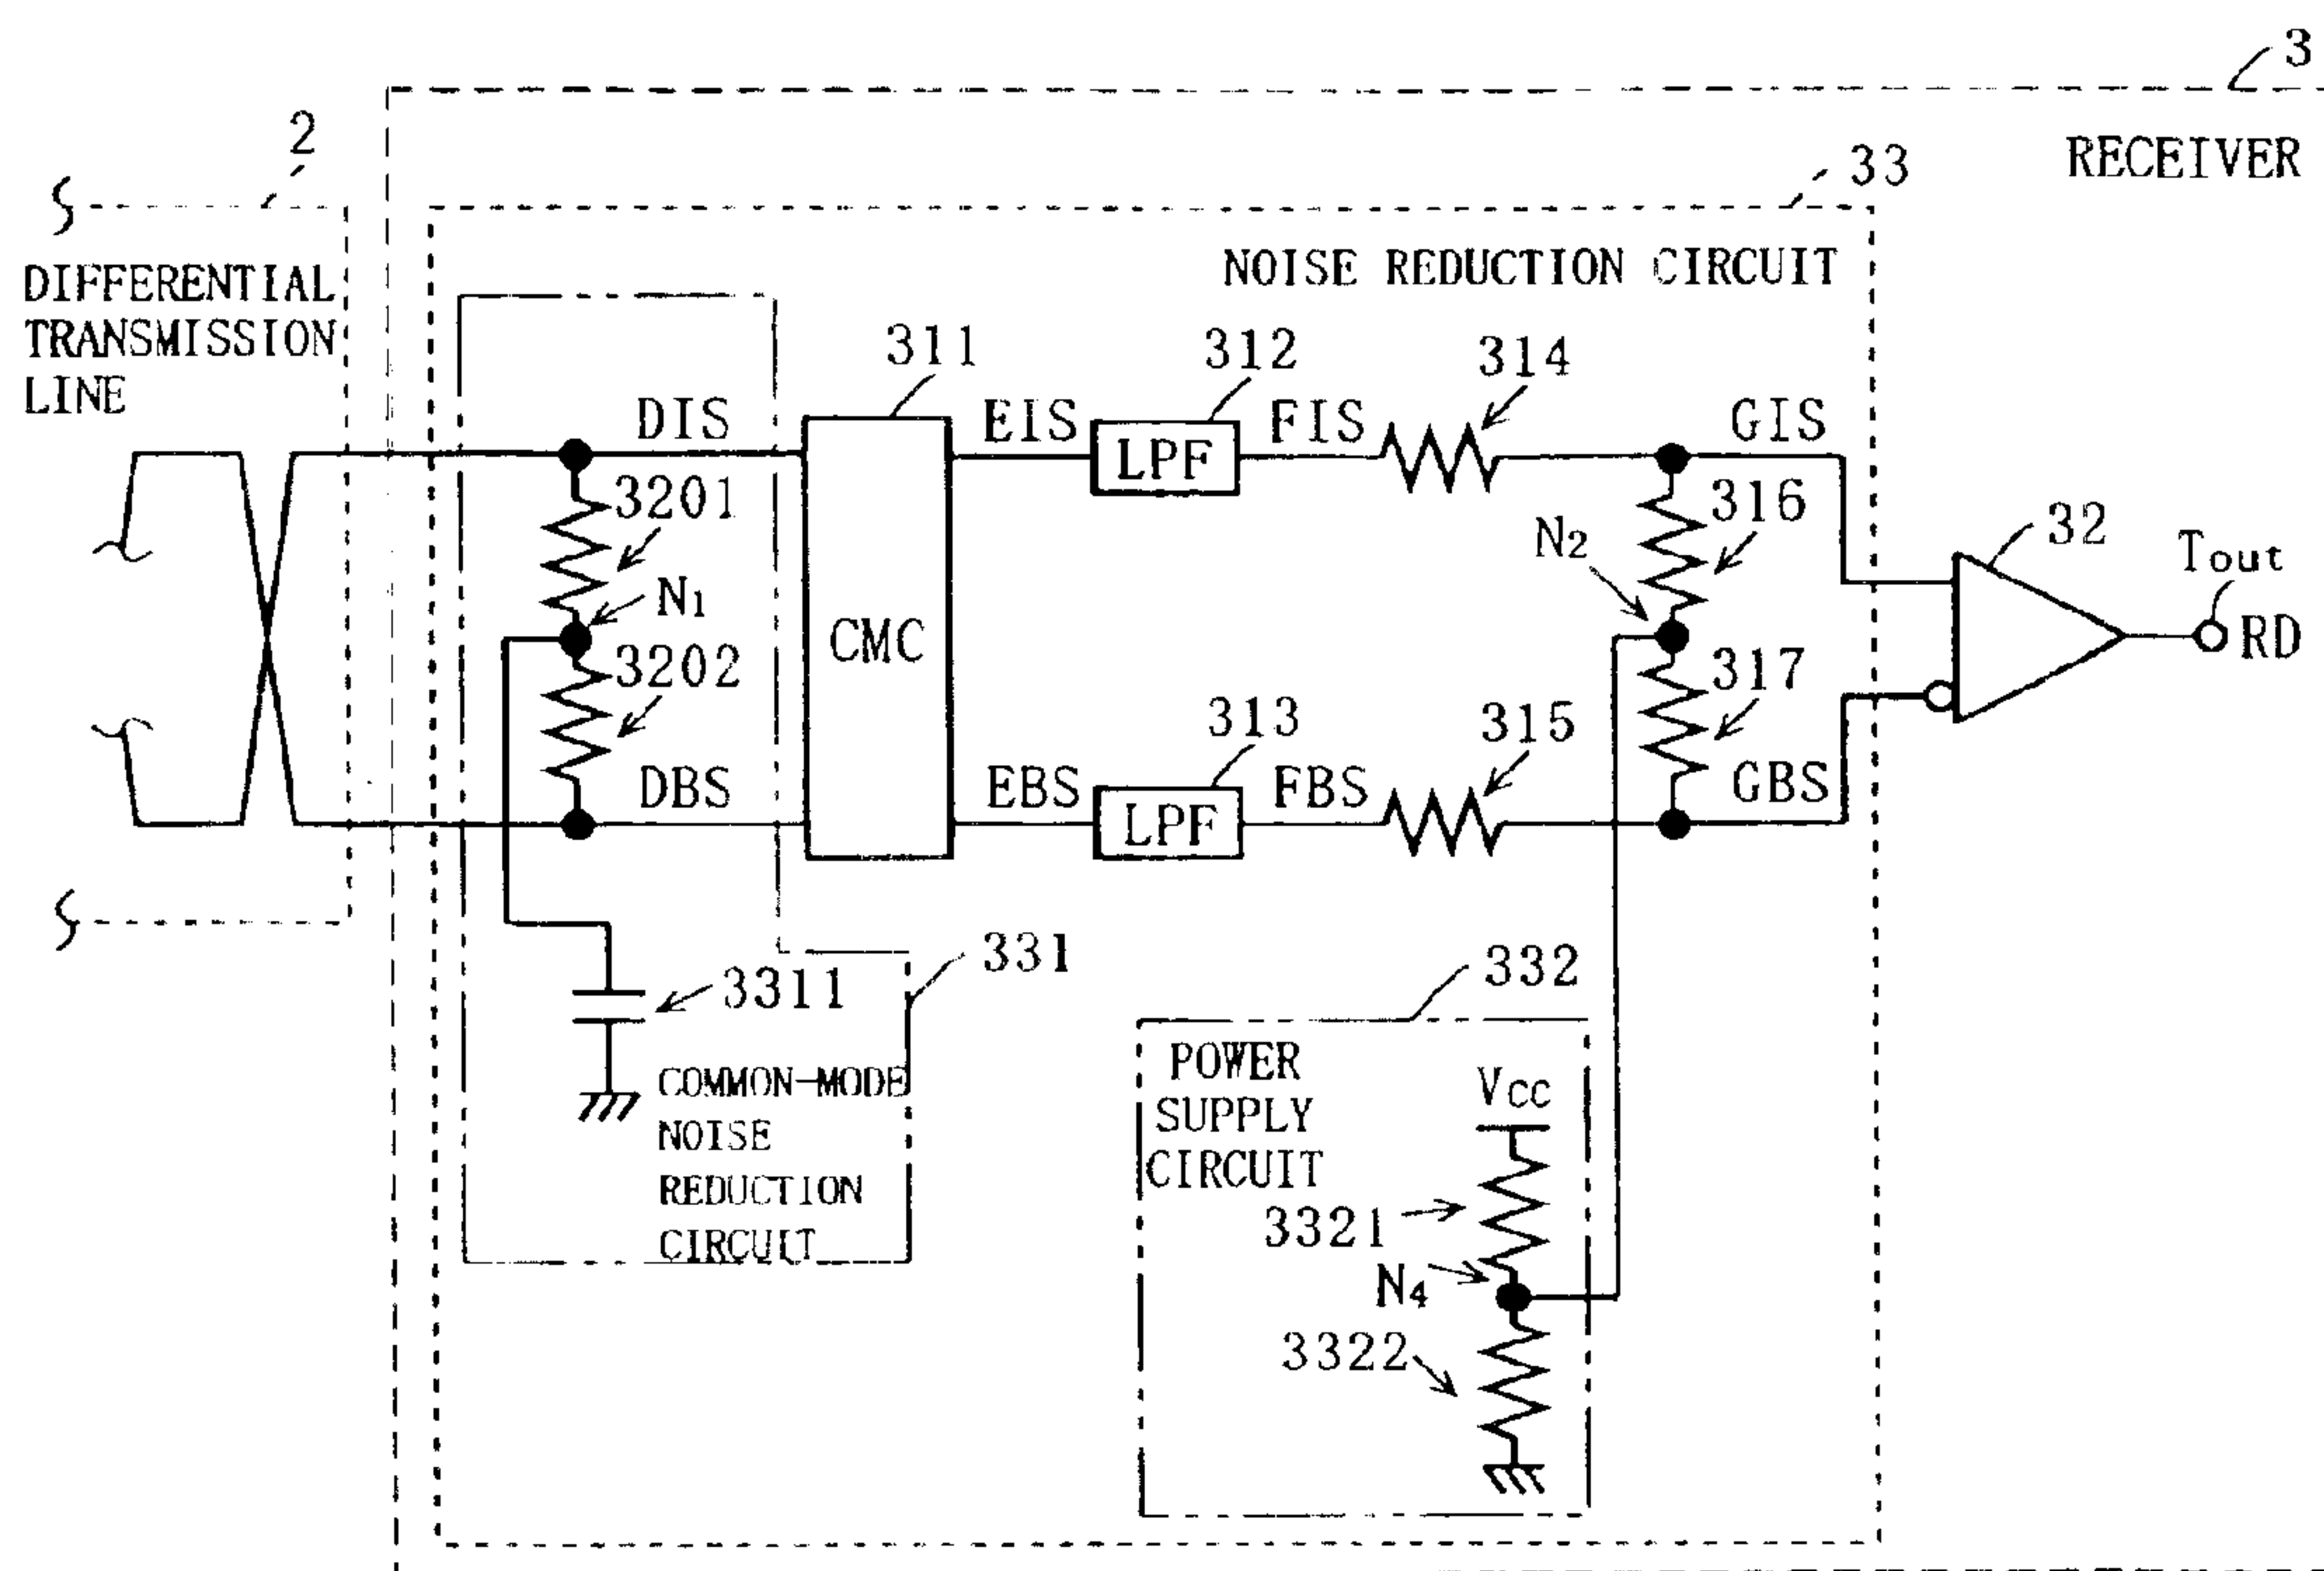 3
RECEIVER
2
33
DIFFERENTIAL
TRANSMISSION
LINE
NOISE REDUCTION CIRCUIT
311
312
314
DIS
EIS
LPF
FIS
GIS
3201
316
N1
N2
32
Tout
CMC
RD
3202
317
313
315
DBS
EBS
LPF
FBS
GBS
3311
331
332
COMMON-MODE
NOISE
REDUCTION
CIRCUIT
POWER
SUPPLY
CIRCUIT
Vcc
3321
N4
3322